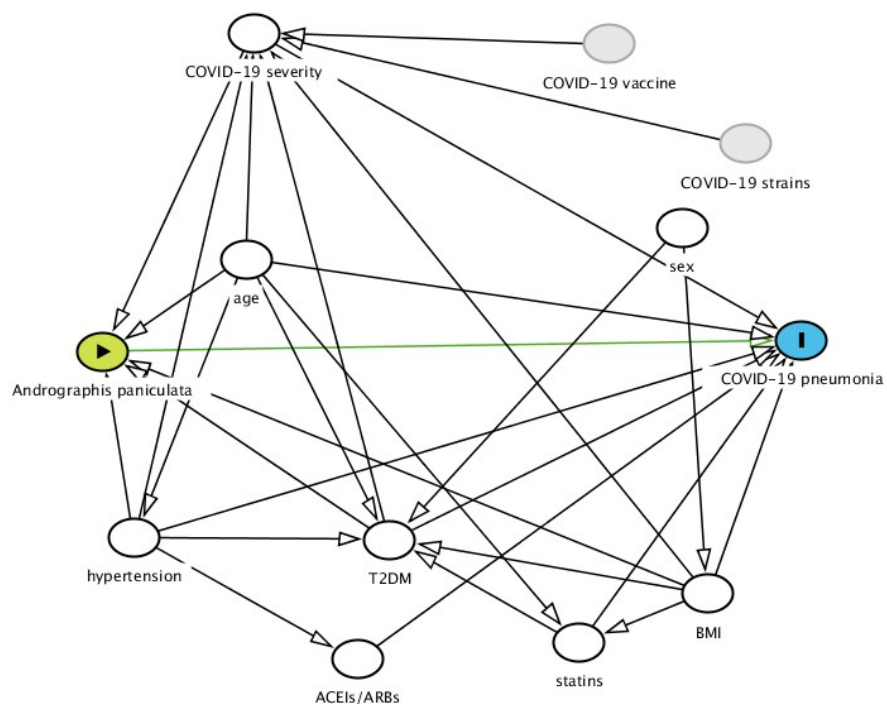 COVID-19 severity
COVID-19 vaccine
COVID-19 strains
sex
age
Andrographis paniculata
COVID-19 pneumonia
hypertension
T2DM
BMI
statins
ACEIs/ARBs